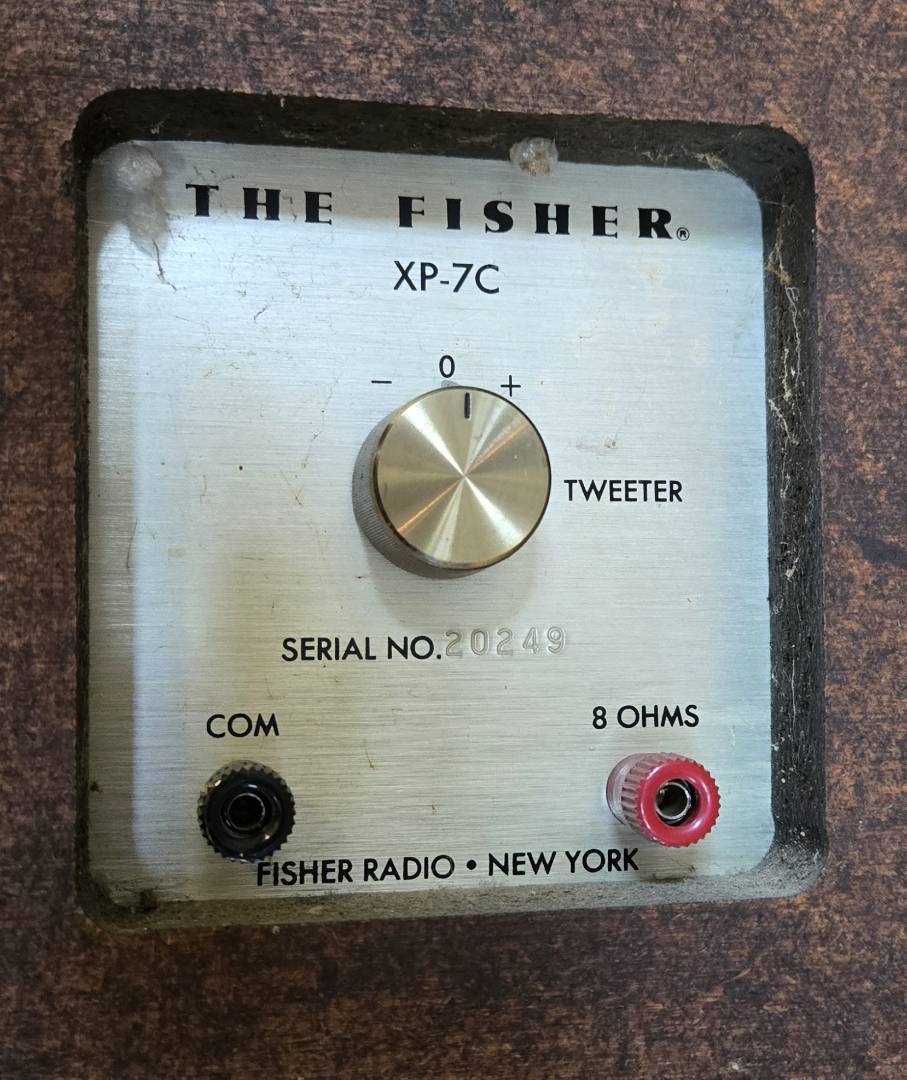 THE FISHER®
XP-7C
0
− +
TWEETER
SERIAL NO. 20249
COM 8 OHMS
FISHER RADIO • NEW YORK